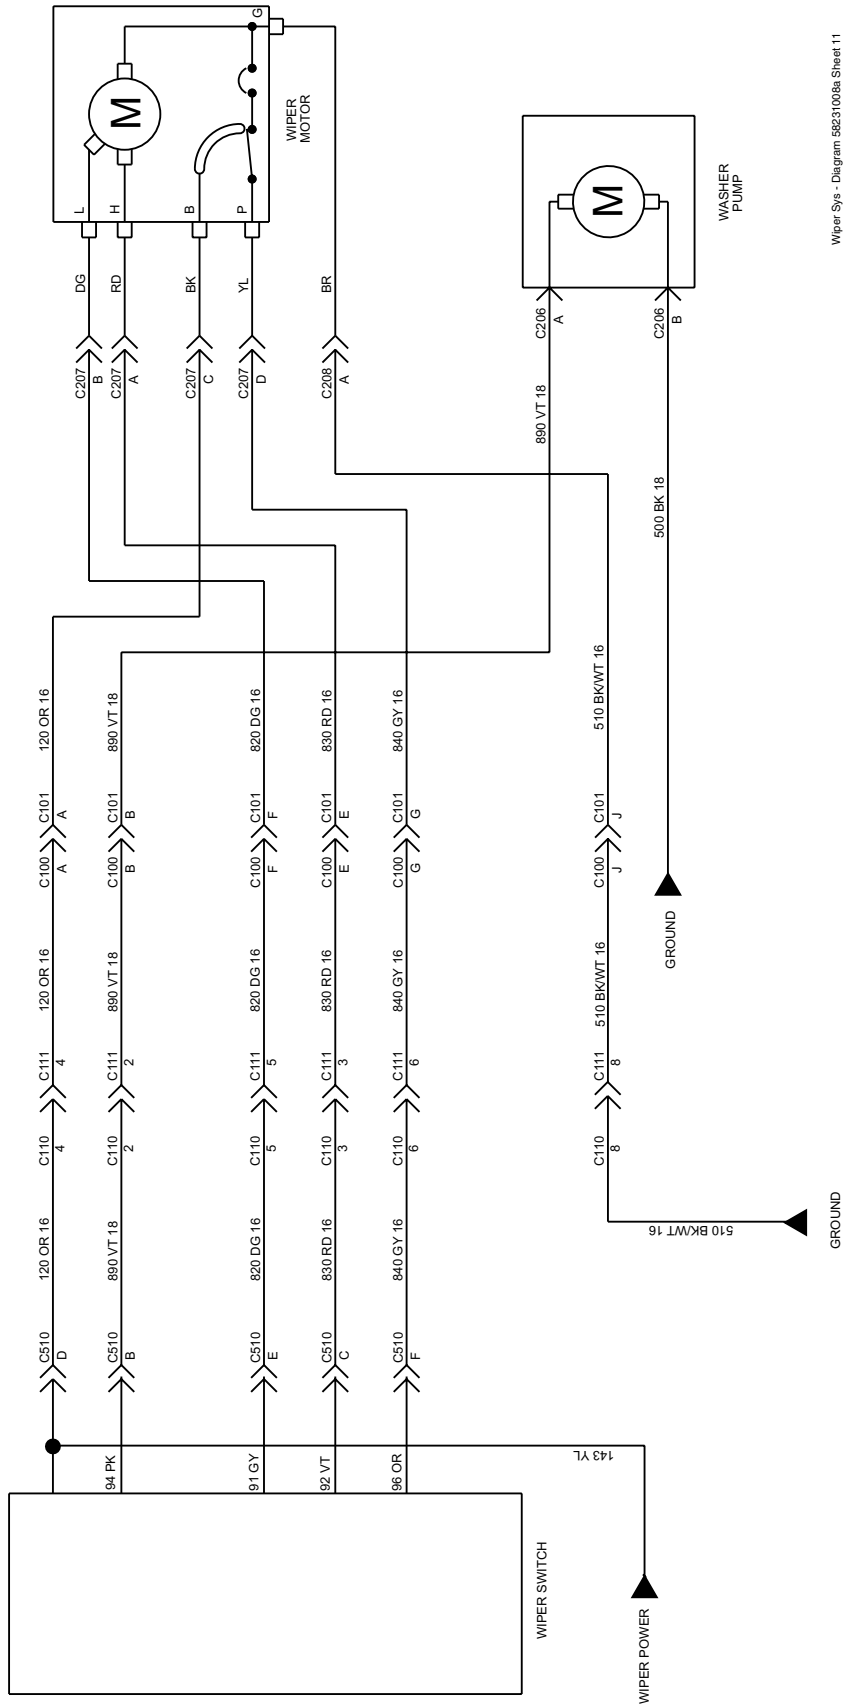 WIPER SWITCH
WIPER POWER
143 YL
94 PK
91 GY
92 VT
96 OR
C510
D
C510
B
C510
E
C510
C
C510
F
120 OR 16
890 VT 18
820 DG 16
830 RD 16
840 GY 16
510 BK/WT 16
GROUND
C110
4
C110
2
C110
5
C110
3
C110
6
C110
8
C111
4
C111
2
C111
5
C111
3
C111
6
C111
8
120 OR 16
890 VT 18
820 DG 16
830 RD 16
840 GY 16
510 BK/WT 16
C100
A
C100
B
C100
F
C100
E
C100
G
C100
J
C101
A
C101
B
C101
F
C101
E
C101
G
C101
J
GROUND
120 OR 16
890 VT 18
820 DG 16
830 RD 16
840 GY 16
510 BK/WT 16
500 BK 18
890 VT 18
C207
B
C207
A
C207
C
C207
D
C208
A
C206
A
C206
B
DG
RD
BK
YL
BR
L
H
B
P
G
M
WIPER
MOTOR
M
WASHER
PUMP
Wiper Sys - Diagram 58231008a Sheet 11